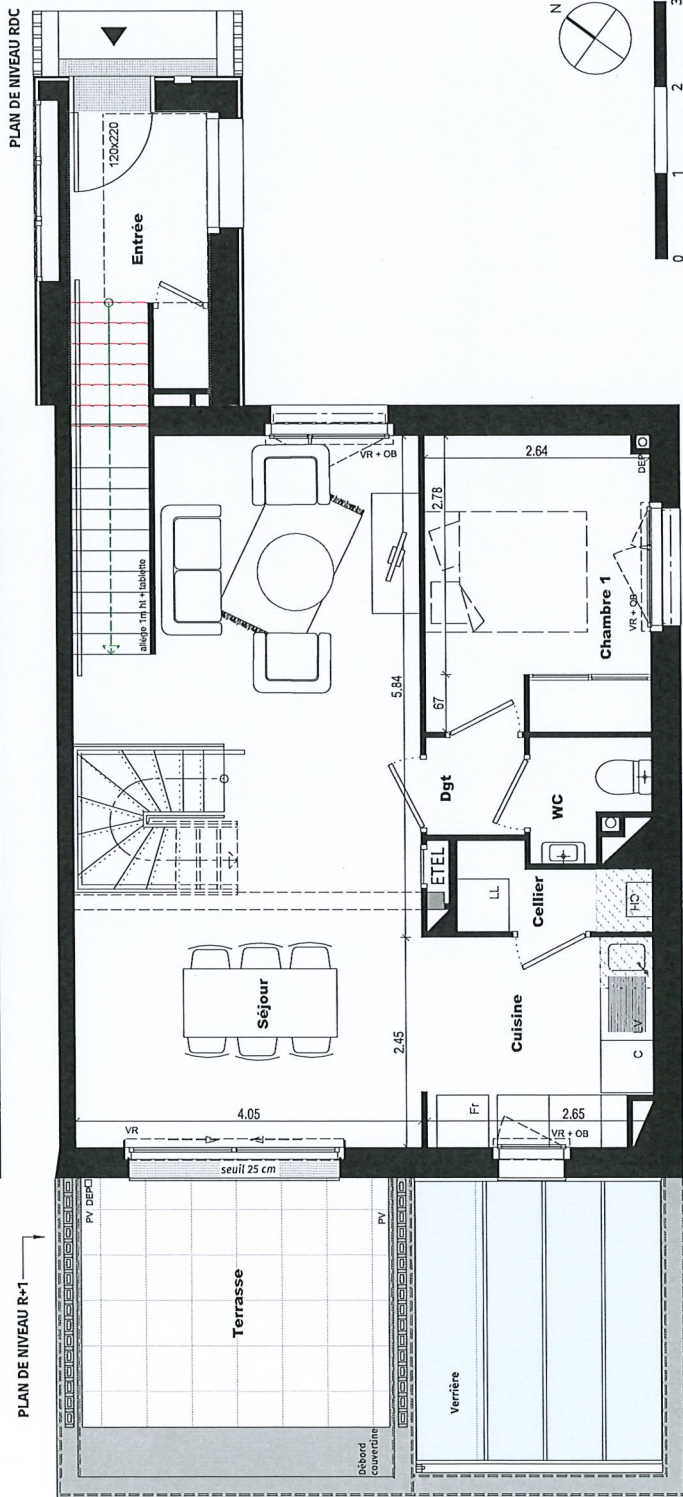 PLAN DE NIVEAU RDC
PLAN DE NIVEAU R+1
N
0 1 2 3
120x220
Entrée
allège 1m ht + tablette
VR + OB
2.78
2.64
DEP
67
5.84
Chambre 1
VR + OB
Dgt
WC
ETEL
LL
Cellier
CH
Séjour
2.45
Cuisine
LV
C
4.05
Fr
2.65
VR
VR + OB
seuil 25 cm
PV DEP
PV
Terrasse
Débord
couvertine
Verrière